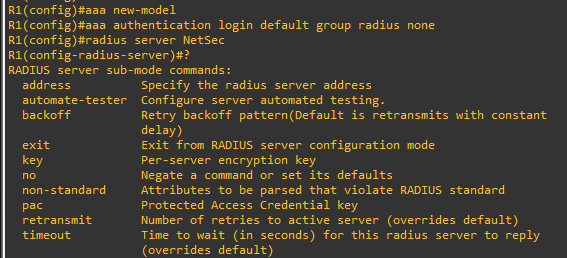 R1(config)#aaa new-model
R1(config)#aaa authentication login default group radius none
R1(config)#radius server NetSec
R1(config-radius-server)#?
RADIUS server sub-mode commands:
  address         Specify the radius server address
  automate-tester  Configure server automated testing.
  backoff         Retry backoff pattern(Default is retransmits with constant
                  delay)
  exit            Exit from RADIUS server configuration mode
  key             Per-server encryption key
  no              Negate a command or set its defaults
  non-standard    Attributes to be parsed that violate RADIUS standard
  pac             Protected Access Credential key
  retransmit      Number of retries to active server (overrides default)
  timeout         Time to wait (in seconds) for this radius server to reply
                  (overrides default)